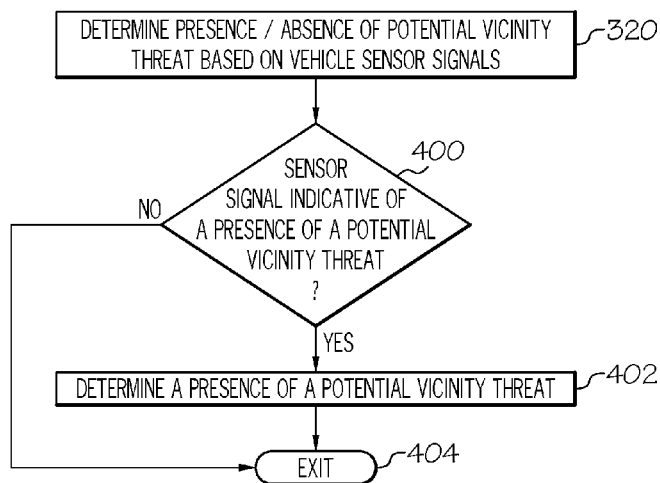 DETERMINE PRESENCE / ABSENCE OF POTENTIAL VICINITY
THREAT BASED ON VEHICLE SENSOR SIGNALS
320
400
SENSOR
SIGNAL INDICATIVE OF
A PRESENCE OF A POTENTIAL
VICINITY THREAT
?
NO
YES
DETERMINE A PRESENCE OF A POTENTIAL VICINITY THREAT
402
EXIT
404